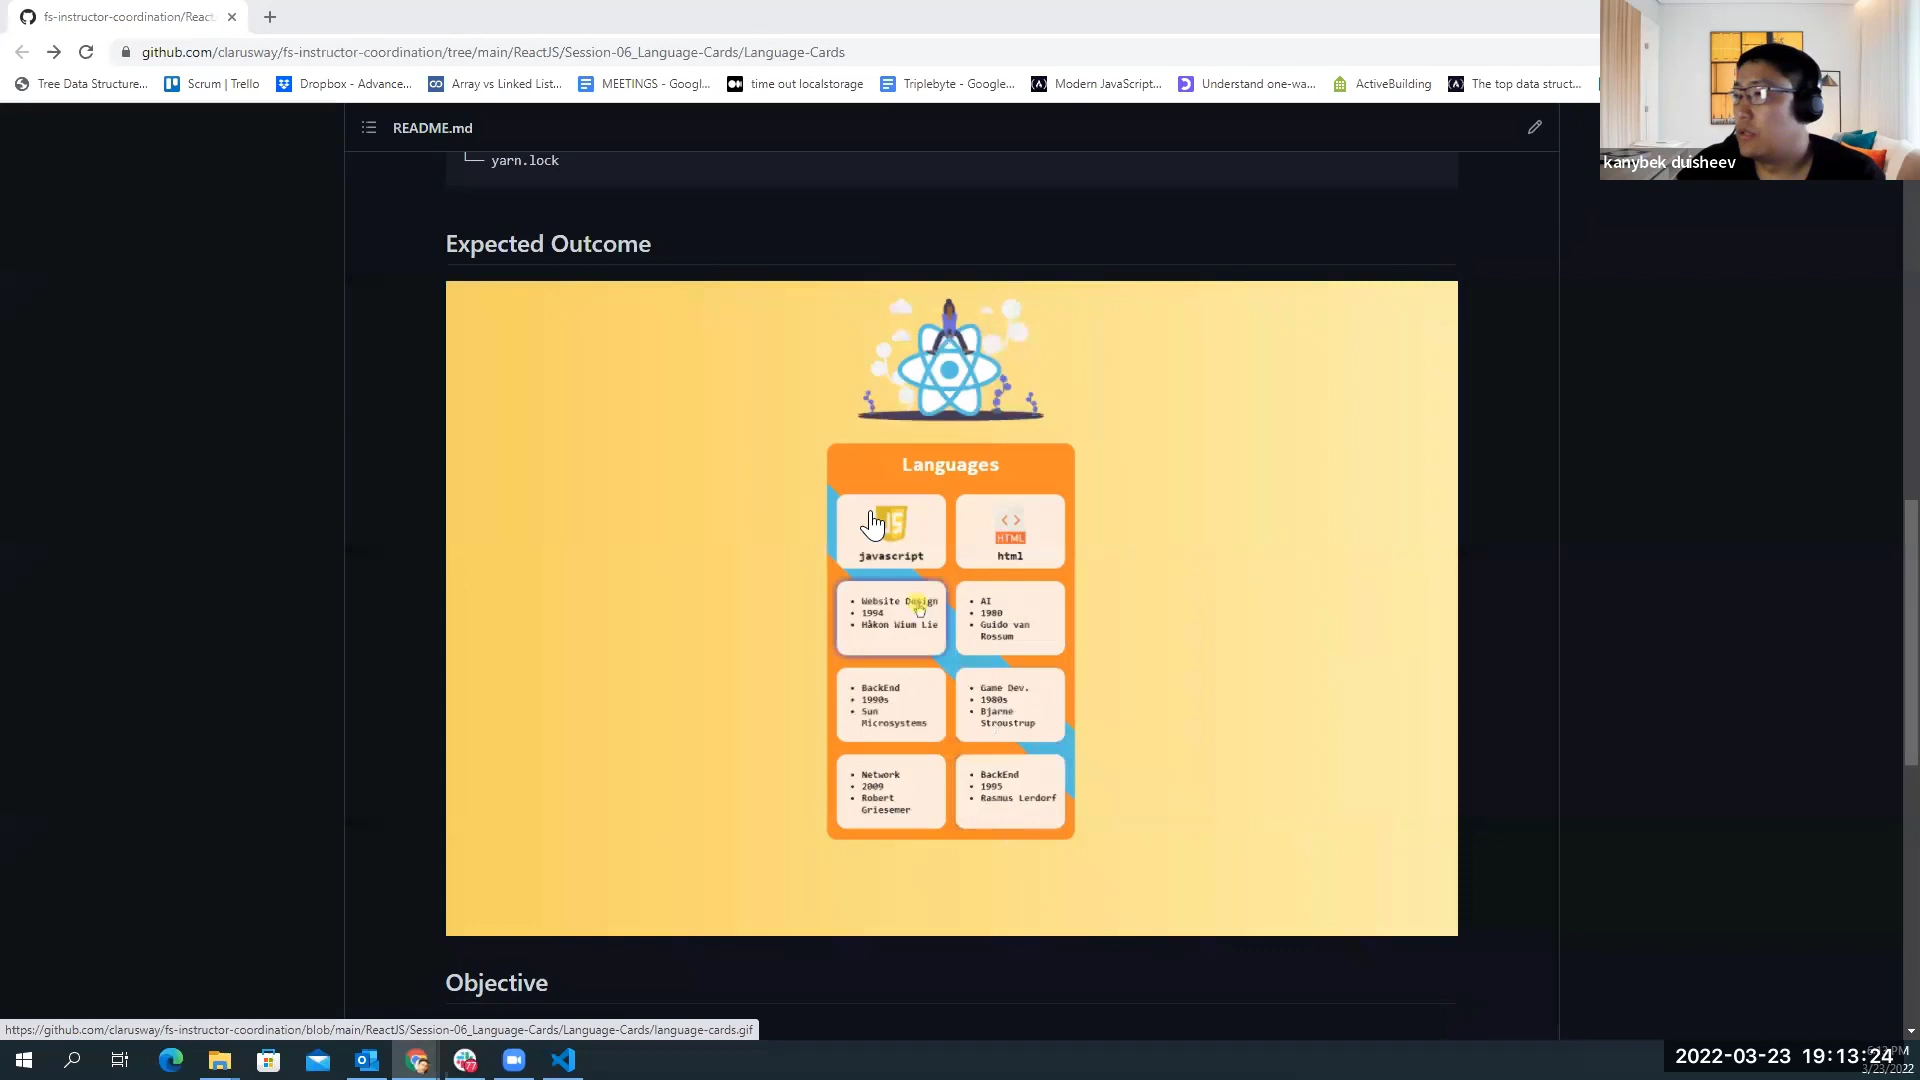 fs-instructor-coordination/React
github.com/clarusway/fs-instructor-coordination/tree/main/ReactJS/Session-06_Language-Cards/Language-Cards
Tree Data Structure...
Scrum | Trello
Dropbox - Advance...
Array vs Linked List...
MEETINGS - Googl...
time out localstorage
Triplebyte - Google...
Modern JavaScript...
Understand one-wa...
ActiveBuilding
The top data struct...
kanybek duisheev
README.md
└── yarn.lock
Expected Outcome
Languages
JS
javascript
HTML
html
• Website Design
• 1994
• Håkon Wium Lie
• AI
• 1980
• Guido van
Rossum
• BackEnd
• 1990s
• Sun
Microsystems
• Game Dev.
• 1980s
• Bjarne
Stroustrup
• Network
• 2009
• Robert
Griesemer
• BackEnd
• 1995
• Rasmus Lerdorf
Objective
https://github.com/clarusway/fs-instructor-coordination/blob/main/ReactJS/Session-06_Language-Cards/Language-Cards/language-cards.gif
77
2022-03-23 19:13:24
3/23/2022